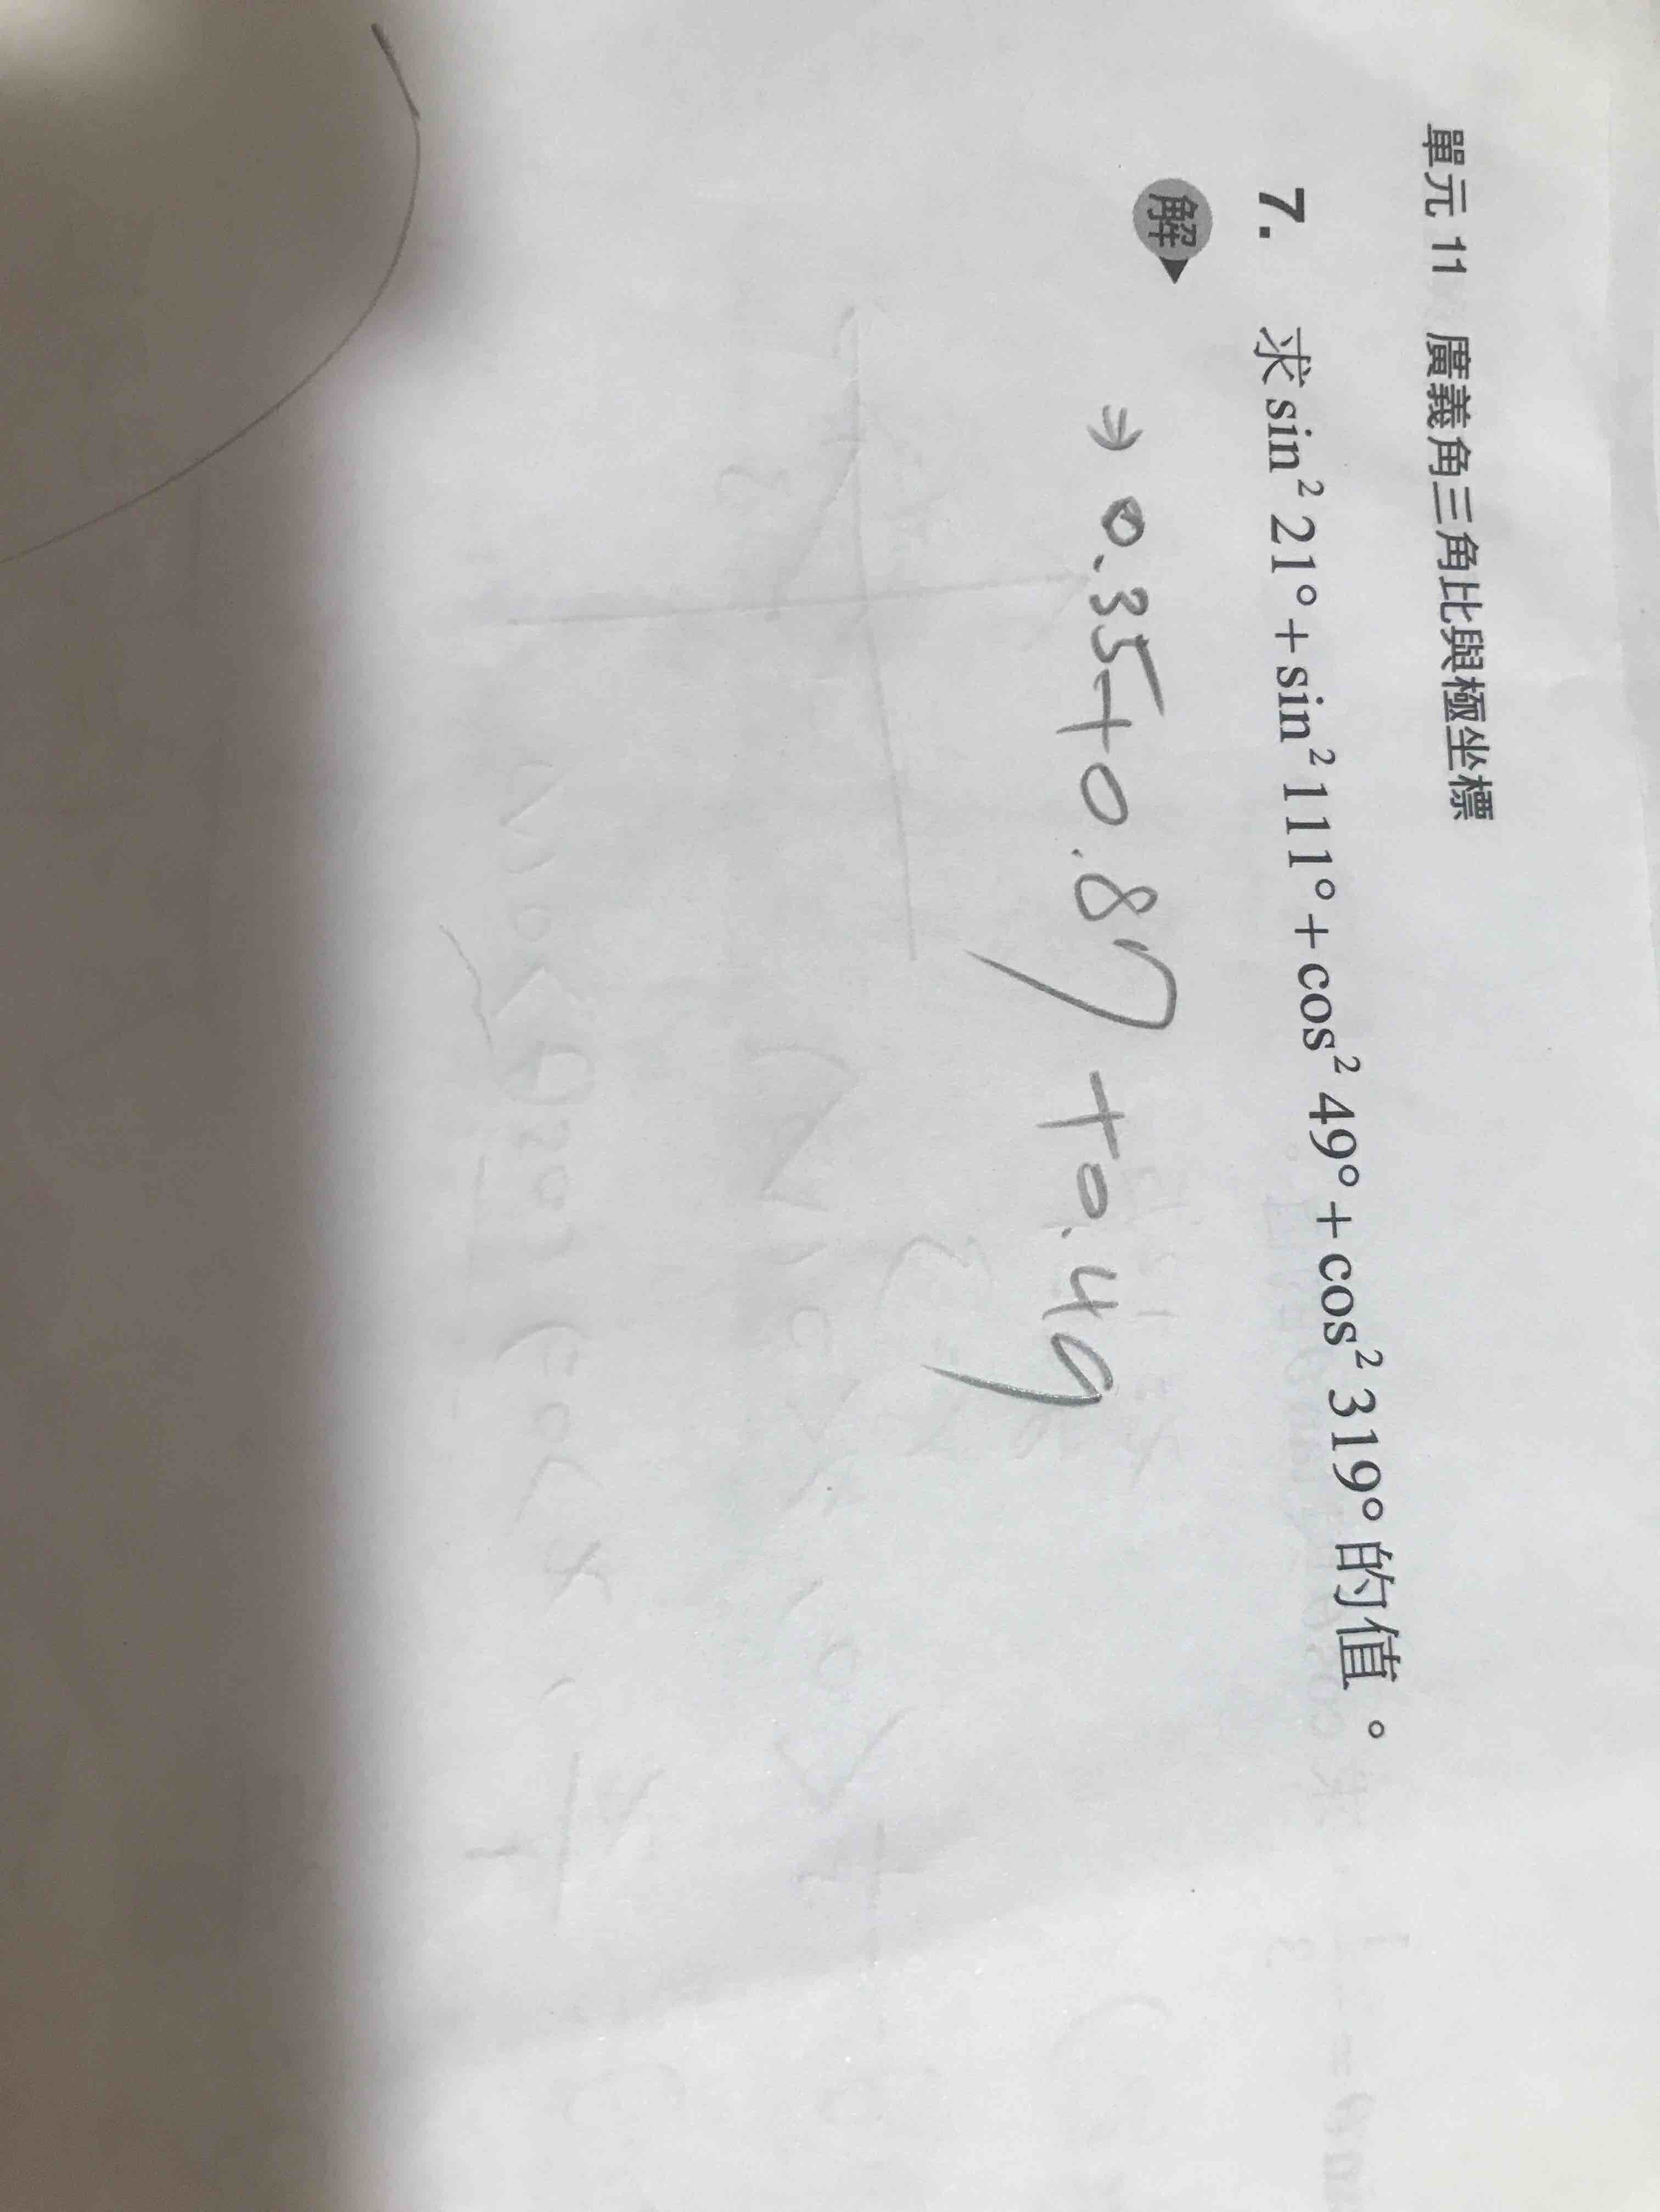 單元 11 廣義角三角比與極坐標
7. 求 sin² 21° + sin² 111° + cos² 49° + cos² 319° 的值。
解
⇒ 0.35+0.87+0.49